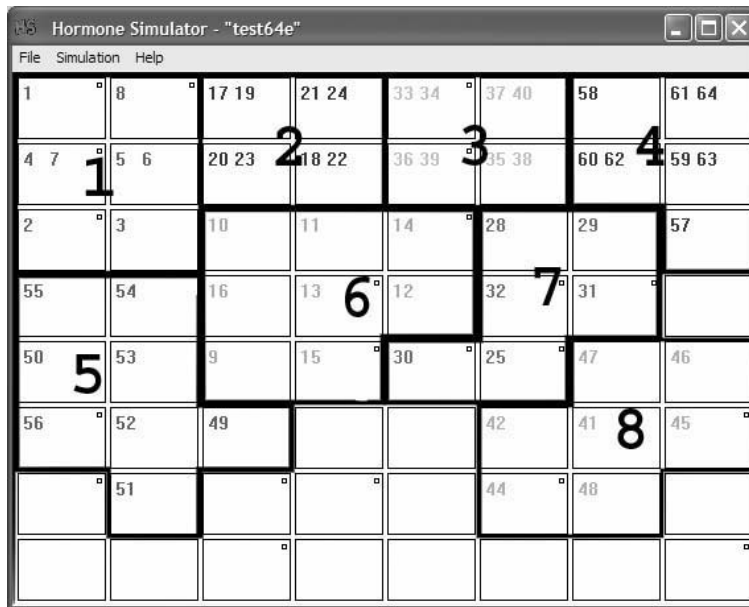 HS Hormone Simulator - "test64e"
File Simulation Help
1 8 17 19 21 24 33 34 37 40 58 61 64
2 3 4
4 7 5 6 20 23 18 22 36 39 35 38 60 62 59 63
1
2 3 10 11 14 28 29 57
6 7
55 54 16 13 12 32 31
5
50 53 9 15 30 25 47 46
56 52 49 42 41 45
8
51 44 48